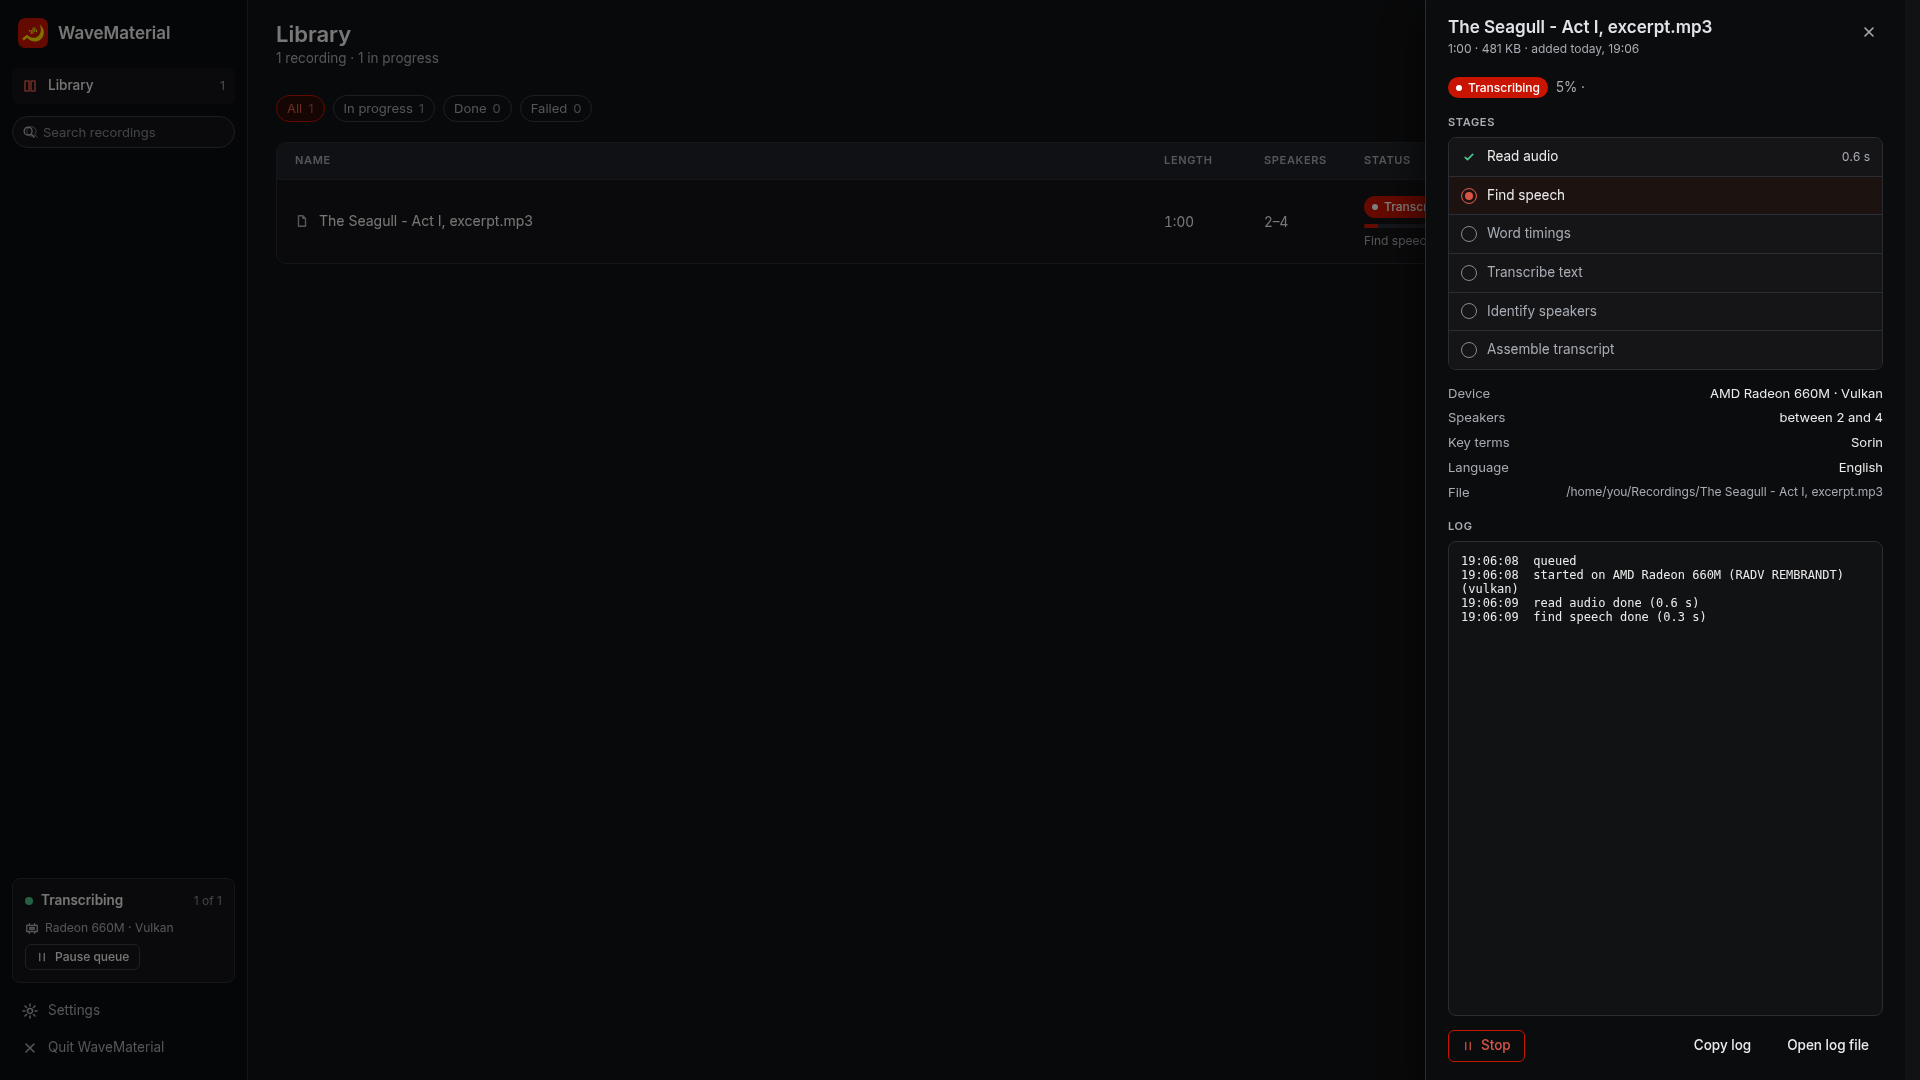 WaveMaterial
Library 1
Search recordings
Transcribing 1 of 1
Radeon 660M · Vulkan
Pause queue
Settings
Quit WaveMaterial
Library
1 recording · 1 in progress
All 1 In progress 1 Done 0 Failed 0
NAME LENGTH SPEAKERS STATUS
The Seagull - Act I, excerpt.mp3 1:00 2–4 Transcr
Find speec
The Seagull - Act I, excerpt.mp3
1:00 · 481 KB · added today, 19:06
Transcribing 5% ·
STAGES
Read audio 0.6 s
Find speech
Word timings
Transcribe text
Identify speakers
Assemble transcript
Device AMD Radeon 660M · Vulkan
Speakers between 2 and 4
Key terms Sorin
Language English
File /home/you/Recordings/The Seagull - Act I, excerpt.mp3
LOG
19:06:08 queued
19:06:08 started on AMD Radeon 660M (RADV REMBRANDT)
(vulkan)
19:06:09 read audio done (0.6 s)
19:06:09 find speech done (0.3 s)
Stop Copy log Open log file